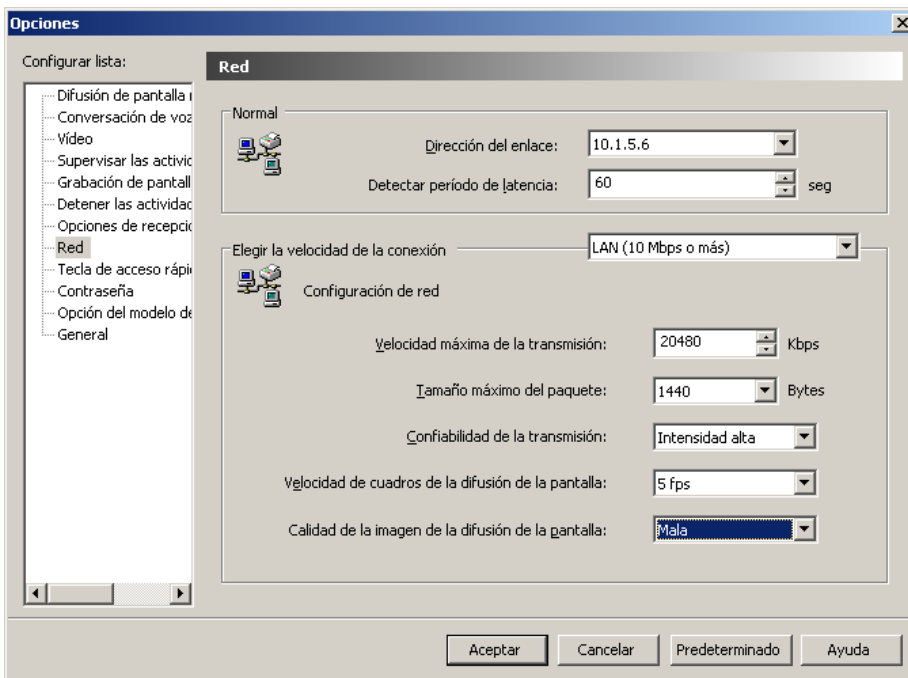 Opciones
Configurar lista:
Difusión de pantalla
Conversación de voz
Vídeo
Supervisar las activid
Grabación de pantall
Detener las actividad
Opciones de recepció
Red
Tecla de acceso rápi
Contraseña
Opción del modelo de
General
Red
Normal
Dirección del enlace:
10.1.5.6
Detectar período de latencia:
60
seg
Elegir la velocidad de la conexión
LAN (10 Mbps o más)
Configuración de red
Velocidad máxima de la transmisión:
20480
Kbps
Tamaño máximo del paquete:
1440
Bytes
Confiabilidad de la transmisión:
Intensidad alta
Velocidad de cuadros de la difusión de la pantalla:
5 fps
Calidad de la imagen de la difusión de la pantalla:
Mala
Aceptar
Cancelar
Predeterminado
Ayuda